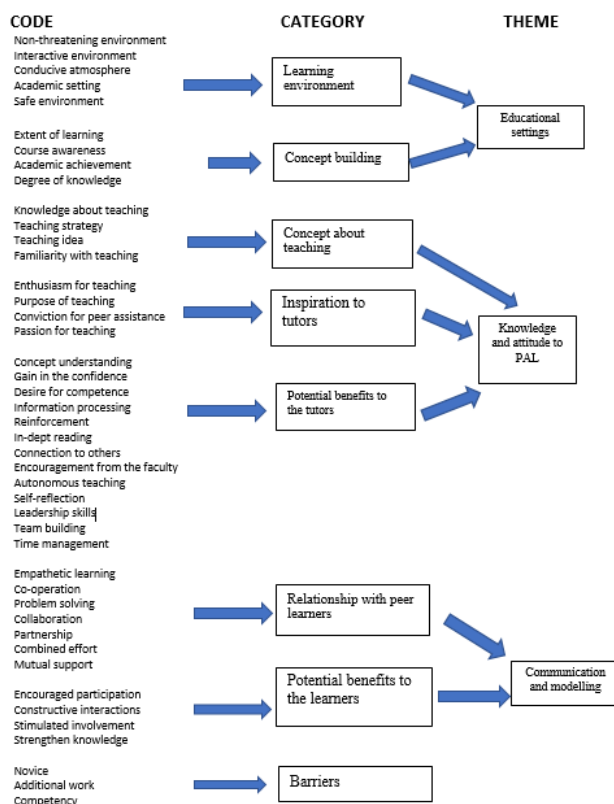 CODE
CATEGORY
THEME
Non-threatening environment
Interactive environment
Conducive atmosphere
Academic setting
Safe environment
Learning
environment
Educational
settings
Extent of learning
Course awareness
Academic achievement
Degree of knowledge
Concept building
Knowledge about teaching
Teaching strategy
Teaching idea
Familiarity with teaching
Concept about
teaching
Enthusiasm for teaching
Purpose of teaching
Conviction for peer assistance
Passion for teaching
Inspiration to
tutors
Knowledge
and attitude to
PAL
Concept understanding
Gain in the confidence
Desire for competence
Information processing
Reinforcement
In-dept reading
Connection to others
Encouragement from the faculty
Autonomous teaching
Self-reflection
Leadership skills
Team building
Time management
Potential benefits to
the tutors
Empathetic learning
Co-operation
Problem solving
Collaboration
Partnership
Combined effort
Mutual support
Relationship with peer
learners
Communication
and modelling
Encouraged participation
Constructive interactions
Stimulated involvement
Strengthen knowledge
Potential benefits to
the learners
Novice
Additional work
Competency
Barriers